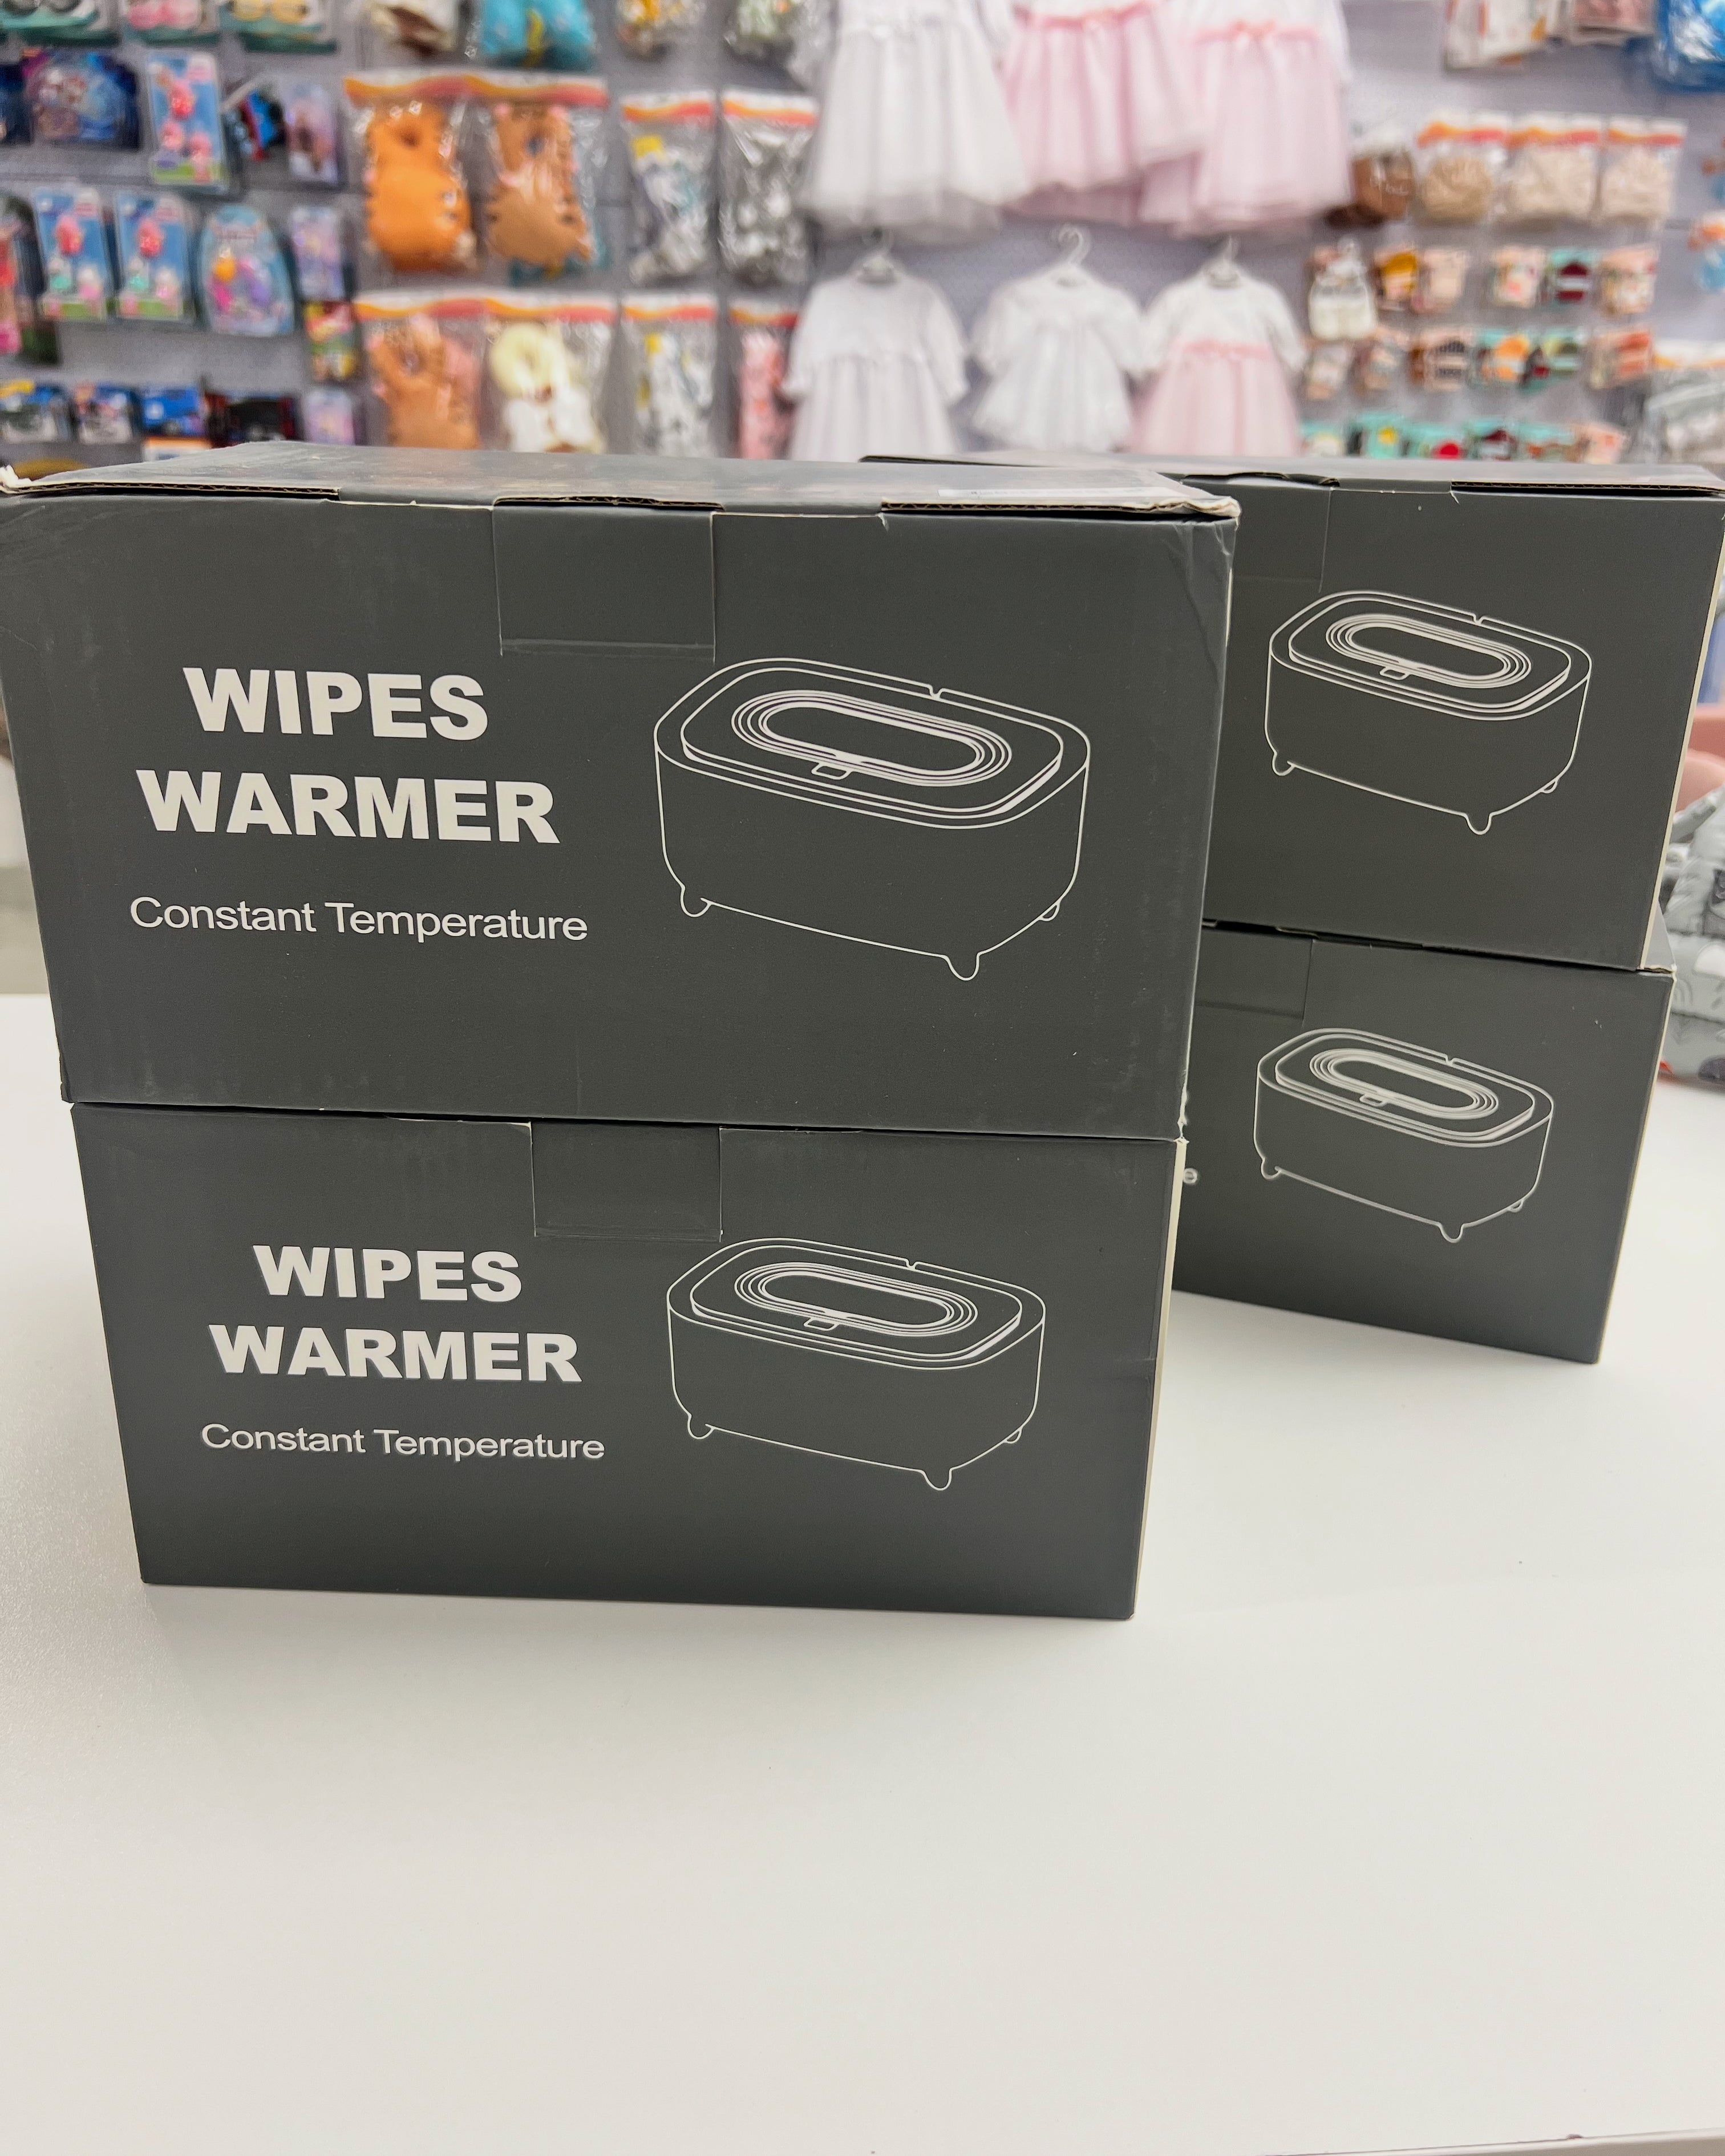 WIPES
WARMER
Constant Temperature
WIPES
WARMER
Constant Temperature
e